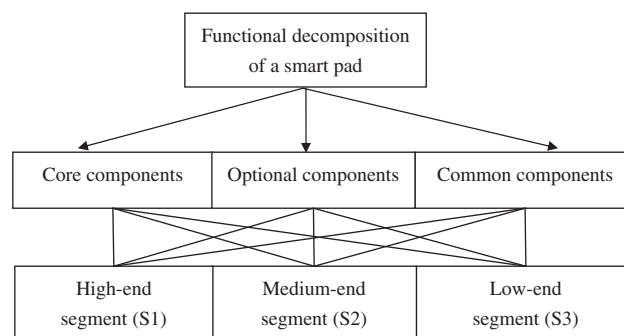 Functional decomposition
of a smart pad
Core components
Optional components
Common components
High-end
segment (S1)
Medium-end
segment (S2)
Low-end
segment (S3)